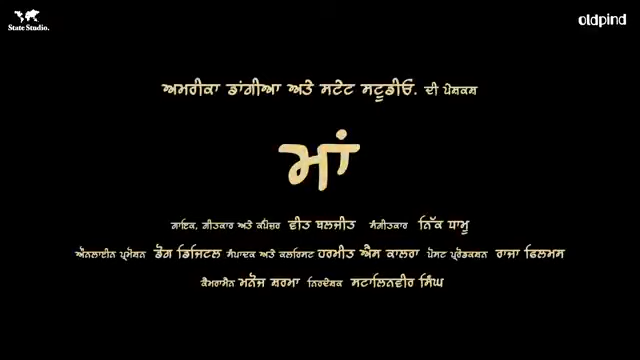 State Studio.
oldpind
ਅਮਰੀਕਾ ਡਾਂਗੀਆ ਅਤੇ ਸਟੇਟ ਸਟੂਡੀਓ. ਦੀ ਪੇਸ਼ਕਸ਼
ਮਾਂ
ਗਾਇਕ, ਗੀਤਕਾਰ ਅਤੇ ਕੰਪੋਜ਼ਰ ਵੀਤ ਬਲਜੀਤ ਸੰਗੀਤਕਾਰ ਨਿੱਕ ਧਾਮੂ
ਔਨਲਾਈਨ ਪ੍ਰਮੋਸ਼ਨ ਡੋਗ ਡਿਜਿਟਲ ਸੰਪਾਦਕ ਅਤੇ ਕਲਰਿਸਟ ਹਰਮੀਤ ਐਸ ਕਾਲਰਾ ਪੋਸਟ ਪ੍ਰੋਡਕਸ਼ਨ ਰਾਜਾ ਫਿਲਮਸ
ਕੈਮਰਾਮੈਨ ਮਨੋਜ ਸ਼ਰਮਾ ਨਿਰਦੇਸ਼ਕ ਸਟਾਲਿਨਵੀਰ ਸਿੰਘ